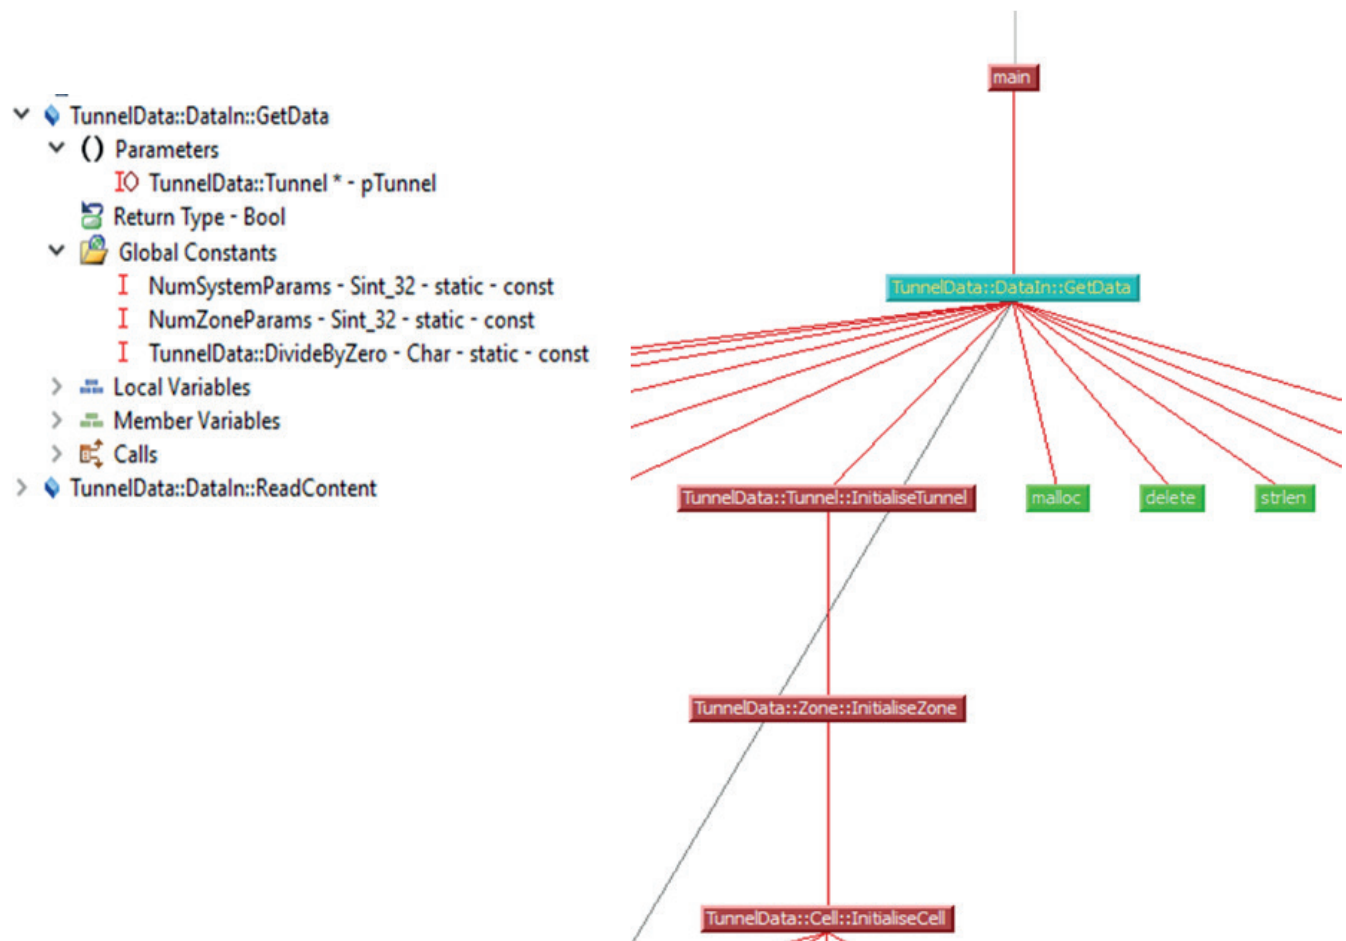 TunnelData::DataIn::GetData
() Parameters
TunnelData::Tunnel * - pTunnel
Return Type - Bool
Global Constants
NumSystemParams - Sint_32 - static - const
NumZoneParams - Sint_32 - static - const
TunnelData::DivideByZero - Char - static - const
Local Variables
Member Variables
Calls
TunnelData::DataIn::ReadContent
main
TunnelData::DataIn::GetData
TunnelData::Tunnel::InitialiseTunnel
malloc
delete
strlen
TunnelData::Zone::InitialiseZone
TunnelData::Cell::InitialiseCell